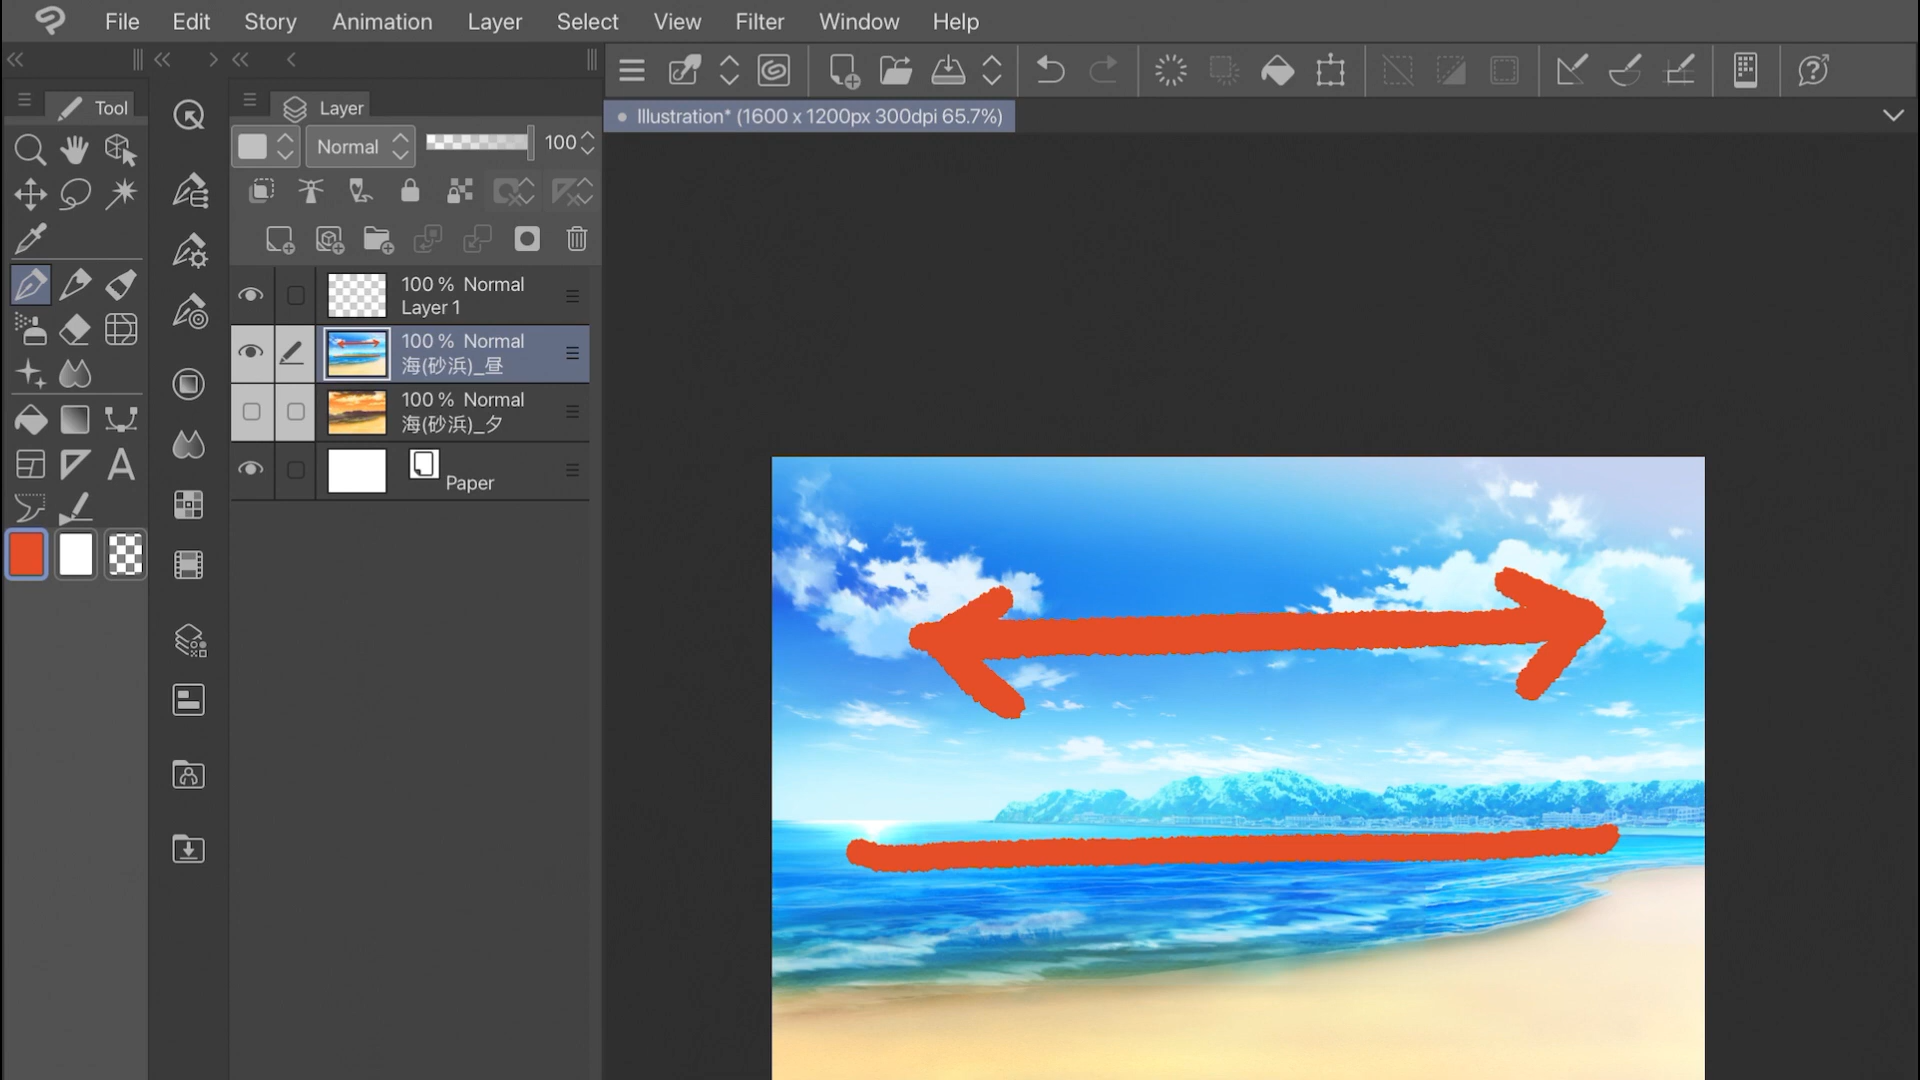 File Edit Story Animation Layer Select View Filter Window Help
Tool
Layer
Normal 100
Illustration* (1600 x 1200px 300dpi 65.7%)
100 % Normal
Layer 1
100 % Normal
海(砂浜)_昼
100 % Normal
海(砂浜)_夕
Paper